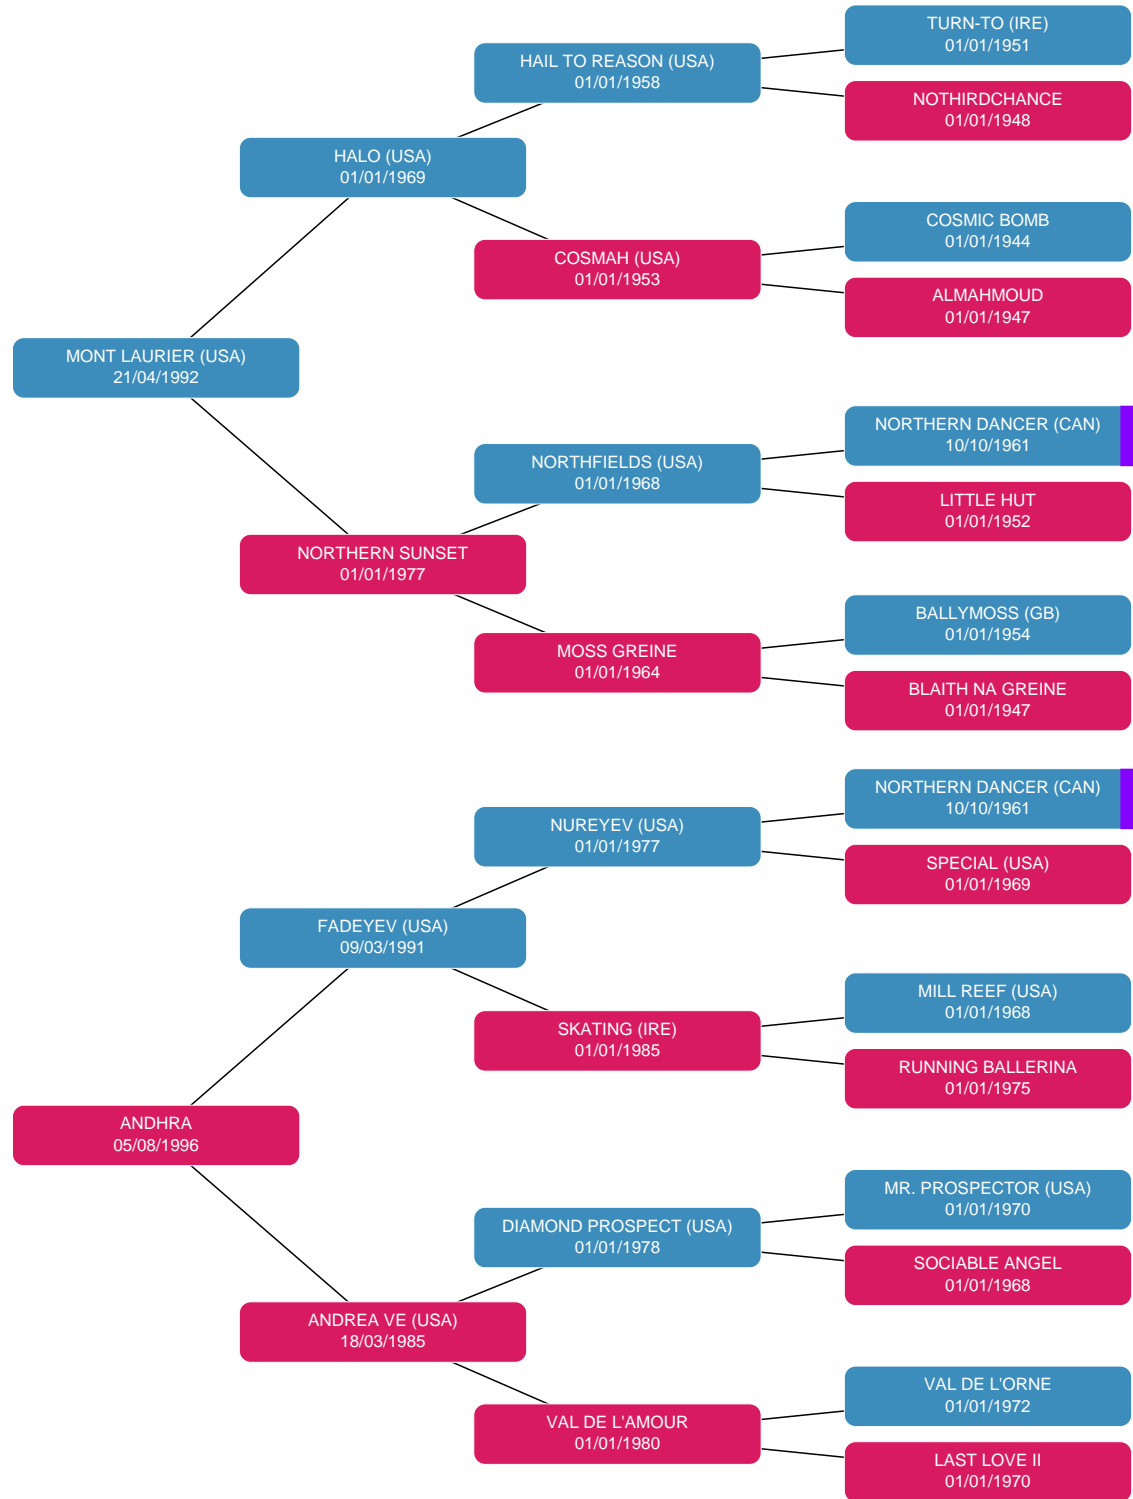 TURN-TO (IRE)
01/01/1951
HAIL TO REASON (USA)
01/01/1958
NOTHIRDCHANCE
01/01/1948
HALO (USA)
01/01/1969
COSMIC BOMB
01/01/1944
COSMAH (USA)
01/01/1953
ALMAHMOUD
01/01/1947
MONT LAURIER (USA)
21/04/1992
NORTHERN DANCER (CAN)
10/10/1961
NORTHFIELDS (USA)
01/01/1968
LITTLE HUT
01/01/1952
NORTHERN SUNSET
01/01/1977
BALLYMOSS (GB)
01/01/1954
MOSS GREINE
01/01/1964
BLAITH NA GREINE
01/01/1947
NORTHERN DANCER (CAN)
10/10/1961
NUREYEV (USA)
01/01/1977
SPECIAL (USA)
01/01/1969
FADEYEV (USA)
09/03/1991
MILL REEF (USA)
01/01/1968
SKATING (IRE)
01/01/1985
RUNNING BALLERINA
01/01/1975
ANDHRA
05/08/1996
MR. PROSPECTOR (USA)
01/01/1970
DIAMOND PROSPECT (USA)
01/01/1978
SOCIABLE ANGEL
01/01/1968
ANDREA VE (USA)
18/03/1985
VAL DE L'ORNE
01/01/1972
VAL DE L'AMOUR
01/01/1980
LAST LOVE II
01/01/1970